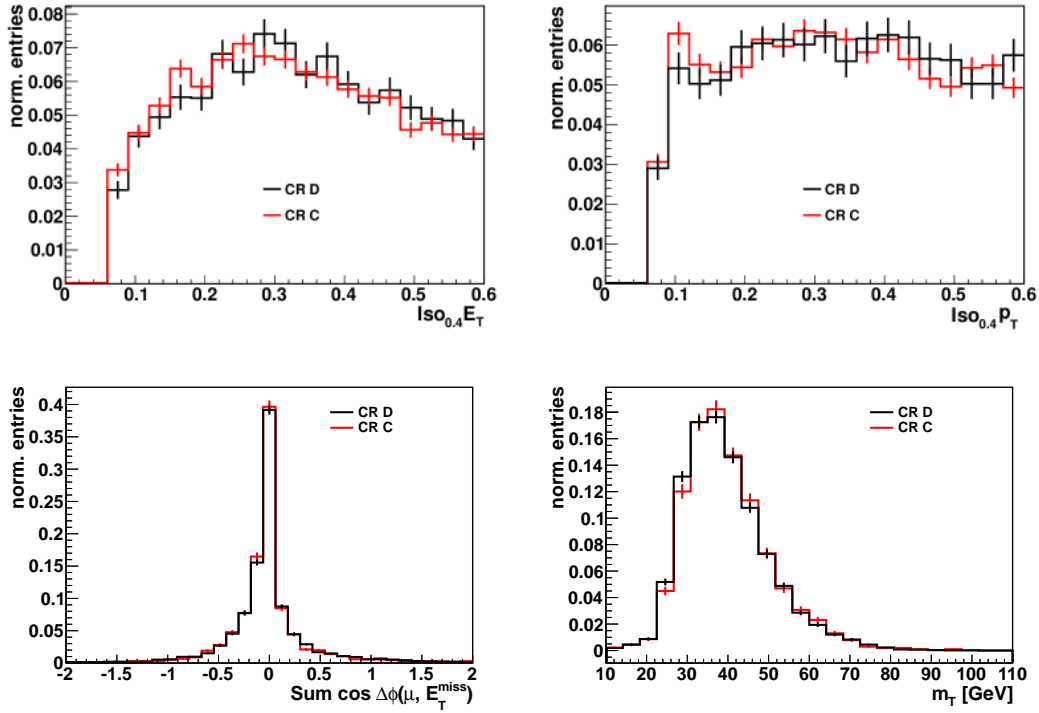 norm. entries
0.08
0.07
0.06
0.05
0.04
0.03
0.02
0.01
0
CR D
CR C
0 0.1 0.2 0.3 0.4 0.5 0.6
Iso0.4ET
norm. entries
0.06
0.05
0.04
0.03
0.02
0.01
0
CR D
CR C
0 0.1 0.2 0.3 0.4 0.5 0.6
Iso0.4pT
norm. entries
0.4
0.35
0.3
0.25
0.2
0.15
0.1
0.05
0
CR D
CR C
-2 -1.5 -1 -0.5 0 0.5 1 1.5 2
Sum cos Δϕ(μ, ETmiss)
norm. entries
0.18
0.16
0.14
0.12
0.1
0.08
0.06
0.04
0.02
0
CR D
CR C
10 20 30 40 50 60 70 80 90 100 110
mT [GeV]